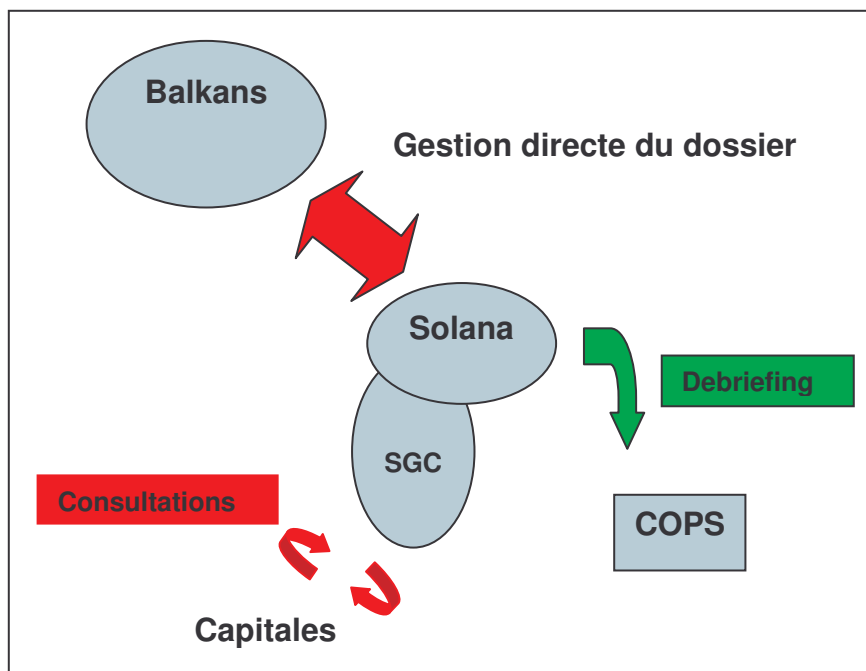 Balkans
Gestion directe du dossier
Solana
Debriefing
SGC
Consultations
COPS
Capitales